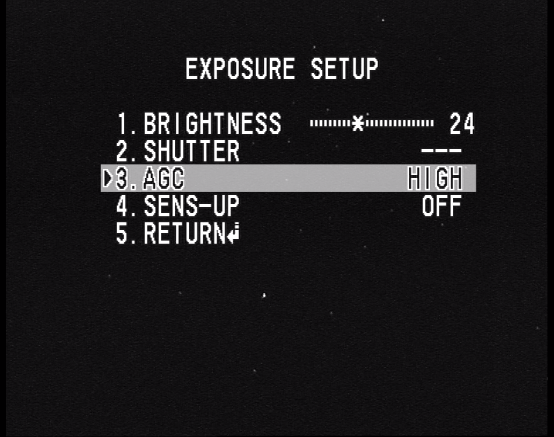 EXPOSURE SETUP
1. BRIGHTNESS 24
2. SHUTTER ---
3. AGC HIGH
4. SENS-UP OFF
5. RETURN↲